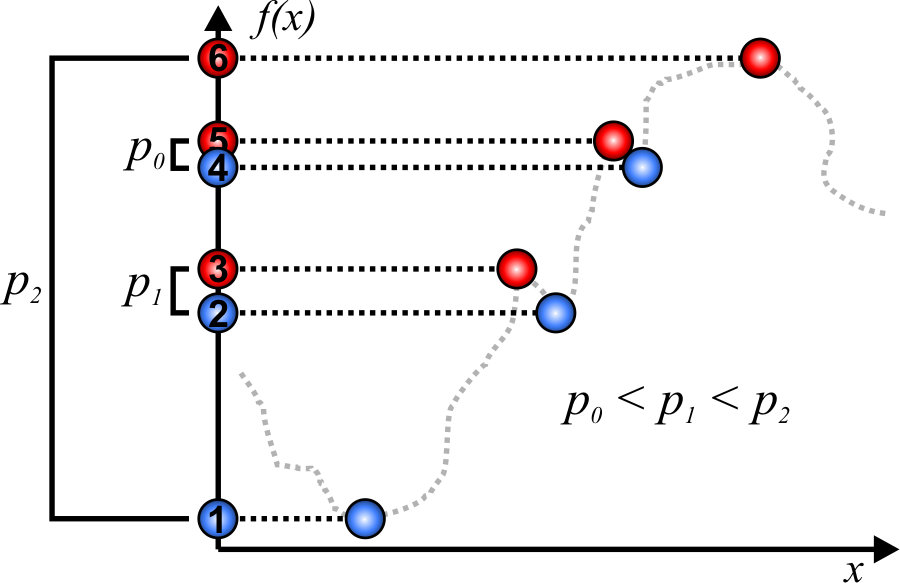 f(x)
6
5
p₀
4
3
p₂
p₁
2
p₀ < p₁ < p₂
1
x